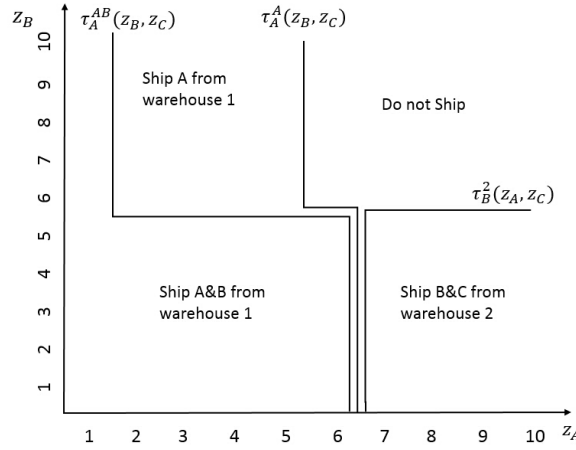 z_B
τ_A^{AB}(z_B, z_C)
τ_A^A(z_B, z_C)
10
9
8
7
6
5
4
3
2
1
Ship A from
warehouse 1
Do not Ship
τ_B^2(z_A, z_C)
Ship A&B from
warehouse 1
Ship B&C from
warehouse 2
1 2 3 4 5 6 7 8 9 10
z_A